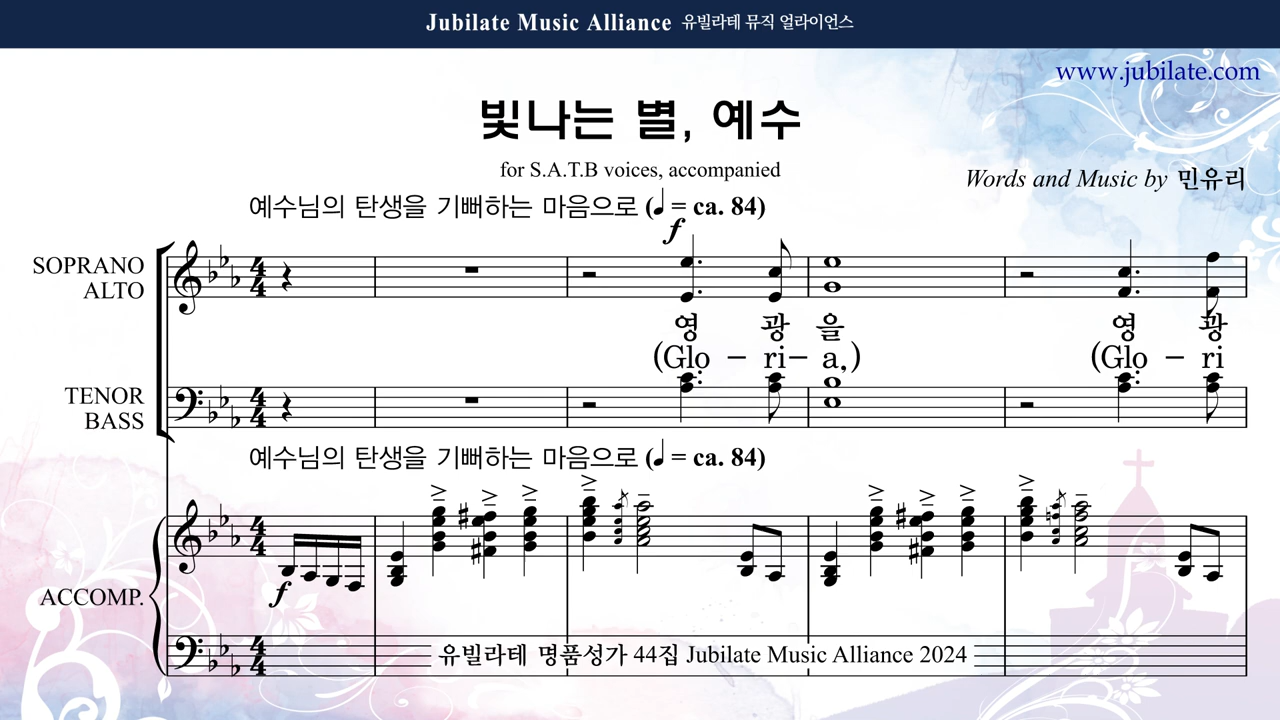 Jubilate Music Alliance 유빌라테 뮤직 얼라이언스
www.jubilate.com
빛나는 별, 예수
for S.A.T.B voices, accompanied
Words and Music by 민유리
예수님의 탄생을 기뻐하는 마음으로 (♩ = ca. 84)
f
SOPRANO
ALTO
영 광 을 영 광
(Glo – ri– a,) (Glo – ri
TENOR
BASS
예수님의 탄생을 기뻐하는 마음으로 (♩ = ca. 84)
f
ACCOMP.
유빌라테 명품성가 44집 Jubilate Music Alliance 2024